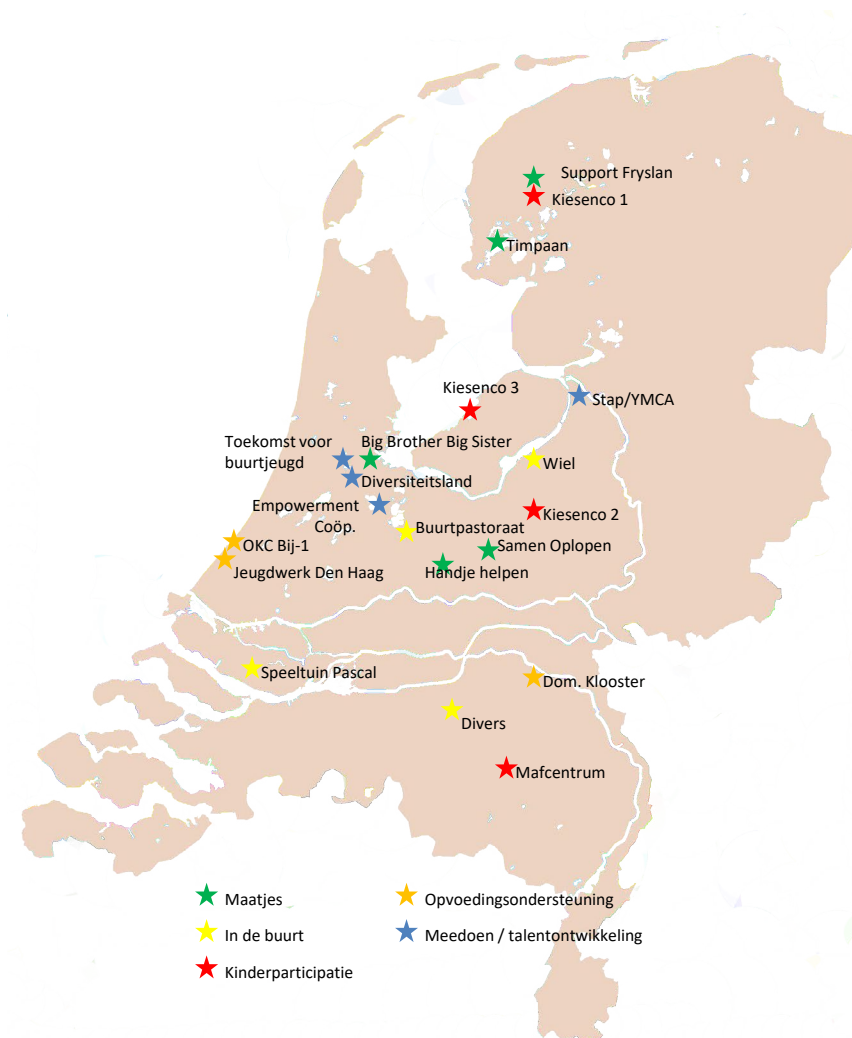 Support Fryslan
Kiesenco 1
Timpaan
Kiesenco 3
Stap/YMCA
Toekomst voor
buurtjeugd
Big Brother Big Sister
Wiel
Diversiteitsland
Empowerment
Coöp.
Kiesenco 2
Buurtpastoraat
OKC Bij-1
Samen Oplopen
Jeugdwerk Den Haag
Handje helpen
Speeltuin Pascal
Dom. Klooster
Divers
Mafcentrum
Maatjes
Opvoedingsondersteuning
In de buurt
Meedoen / talentontwikkeling
Kinderparticipatie